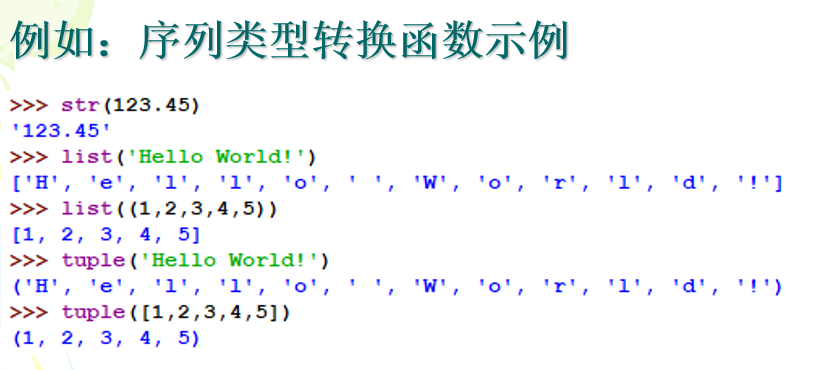 例如：序列类型转换函数示例
>>> str(123.45)
'123.45'
>>> list('Hello World!')
['H', 'e', 'l', 'l', 'o', ' ', 'W', 'o', 'r', 'l', 'd', '!']
>>> list((1,2,3,4,5))
[1, 2, 3, 4, 5]
>>> tuple('Hello World!')
('H', 'e', 'l', 'l', 'o', ' ', 'W', 'o', 'r', 'l', 'd', '!')
>>> tuple([1,2,3,4,5])
(1, 2, 3, 4, 5)